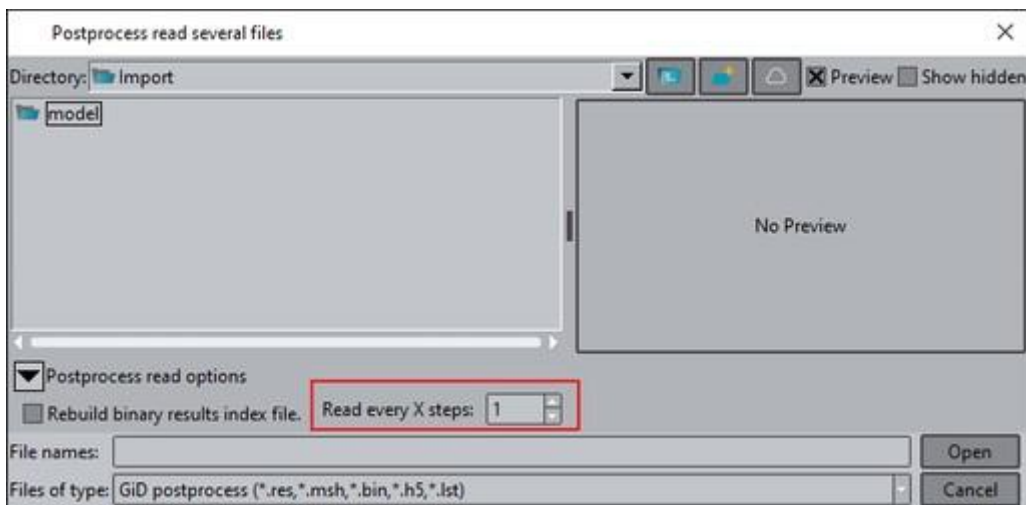 Postprocess read several files
Directory: Import Preview Show hidden
model
No Preview
Postprocess read options
Rebuild binary results index file. Read every X steps: 1
File names: Open
Files of type: GiD postprocess (*.res,*.msh,*.bin,*.h5,*.lst) Cancel